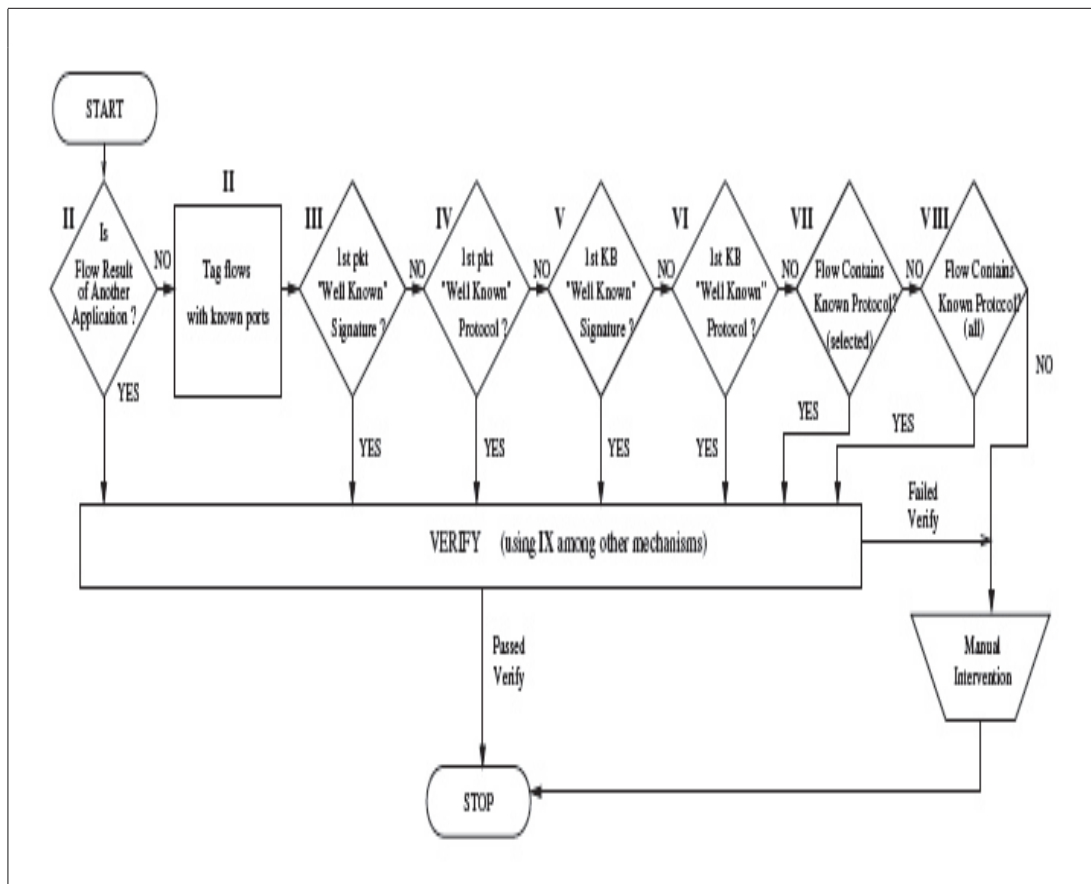 START
II
Is
Flow Result
of Another
Application ?
NO
YES
II
Tag flows
with known ports
III
1st pkt
"Well Known"
Signature ?
NO
YES
IV
1st pkt
"Well Known"
Protocol ?
NO
YES
V
1st KB
"Well Known"
Signature ?
NO
YES
VI
1st KB
"Well Known"
Protocol ?
NO
YES
VII
Flow Contains
Known Protocol?
(selected)
NO
YES
VIII
Flow Contains
Known Protocol?
(all)
NO
YES
VERIFY (using IX among other mechanisms)
Failed
Verify
Passed
Verify
Manual
Intervention
STOP